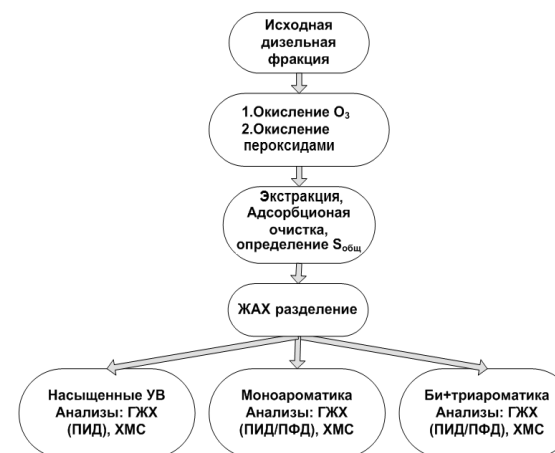 Исходная
дизельная
фракция
1.Окисление О₃
2.Окисление
пероксидами
Экстракция,
Адсорбционая
очистка,
определение Sобщ
ЖАХ разделение
Насыщенные УВ
Анализы: ГЖХ
(ПИД), ХМС
Моноароматика
Анализы: ГЖХ
(ПИД/ПФД), ХМС
Би+триароматика
Анализы: ГЖХ
(ПИД/ПФД), ХМС